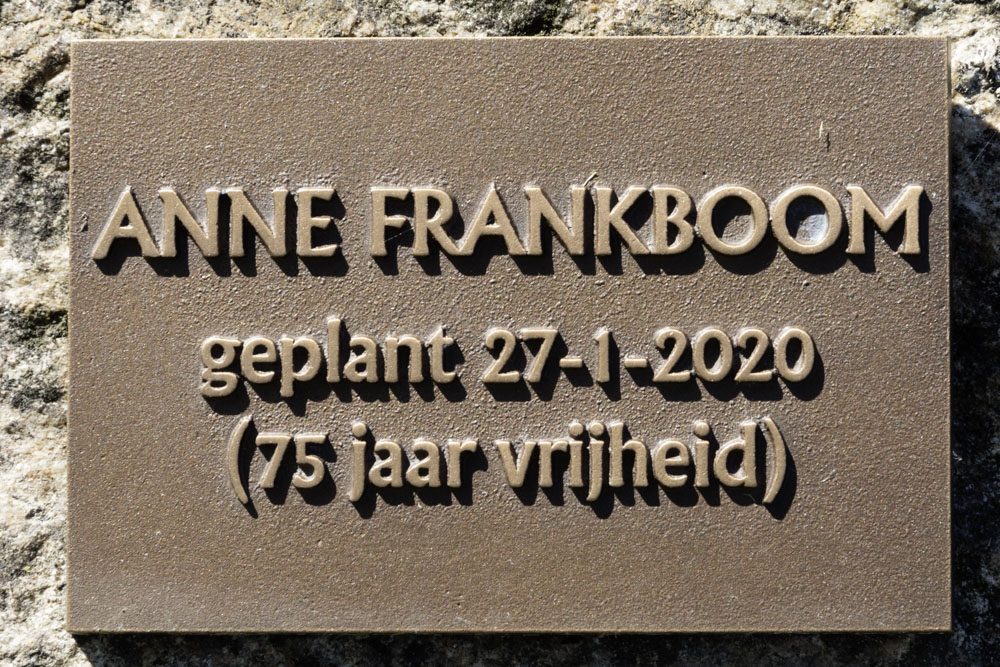 ANNE FRANKBOOM
geplant 27-1-2020
(75 jaar vrijheid)